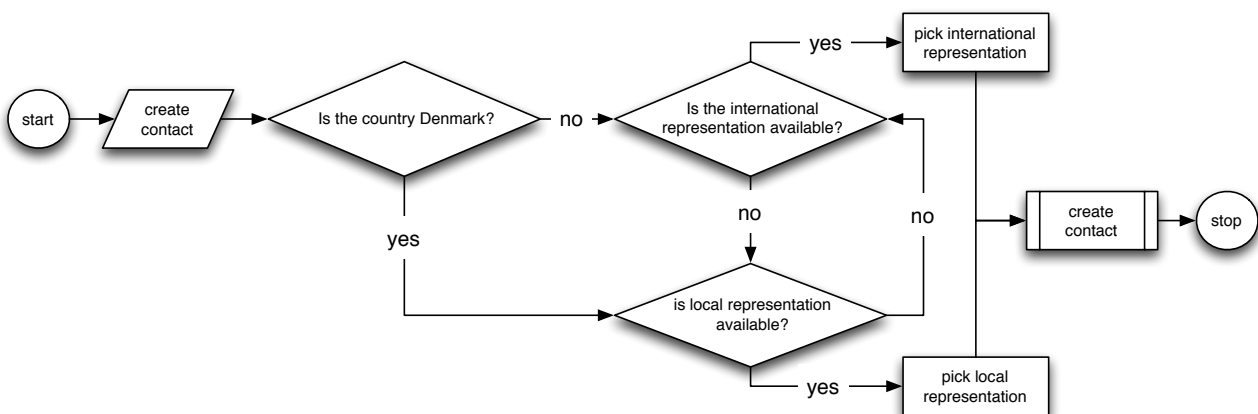 start
create
contact
Is the country Denmark?
no
yes
Is the international
representation available?
yes
pick international
representation
no
no
is local representation
available?
yes
pick local
representation
create
contact
stop